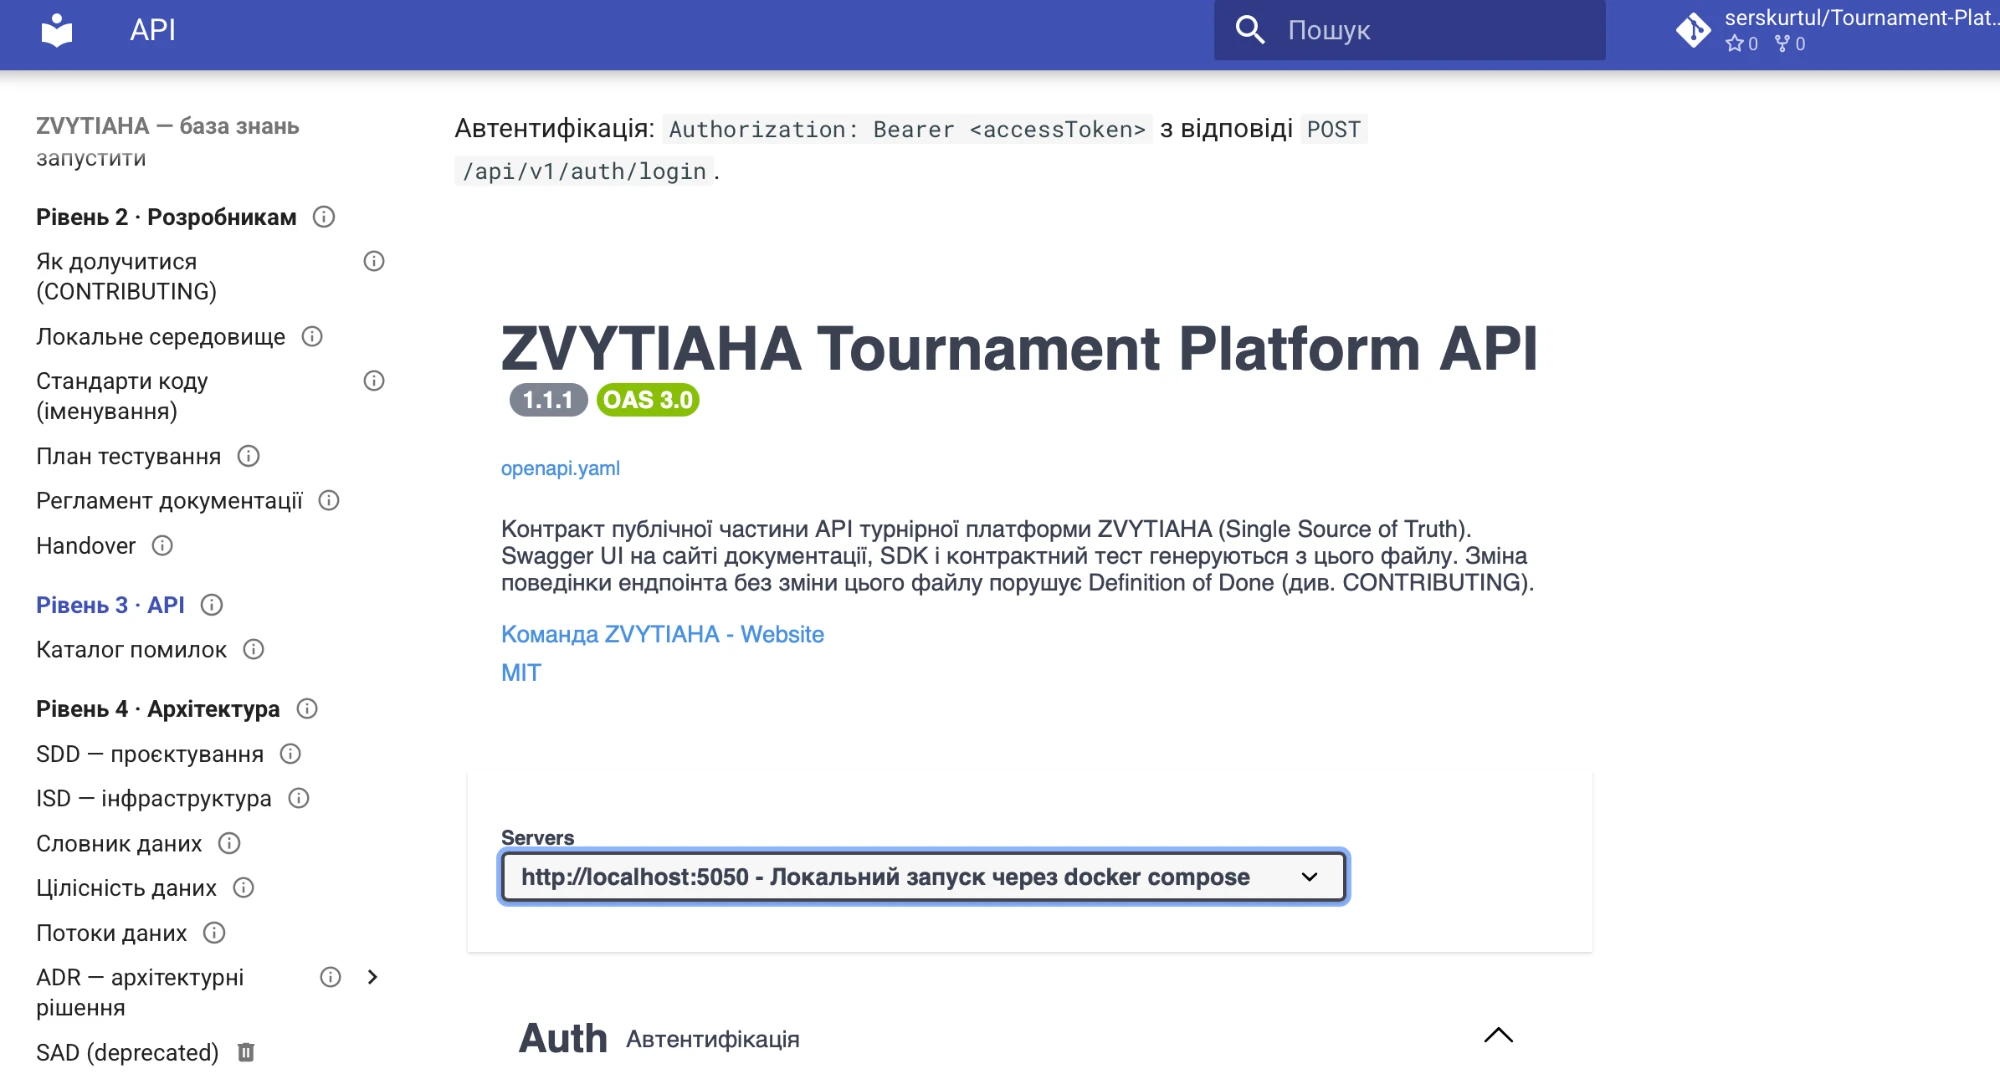 API
Пошук
serskurtul/Tournament-Plat...
0 0
ZVYTIAHA — база знань
запустити
Рівень 2 · Розробникам
Як долучитися
(CONTRIBUTING)
Локальне середовище
Стандарти коду
(іменування)
План тестування
Регламент документації
Handover
Рівень 3 · API
Каталог помилок
Рівень 4 · Архітектура
SDD — проєктування
ISD — інфраструктура
Словник даних
Цілісність даних
Потоки даних
ADR — архітектурні
рішення
SAD (deprecated)
Автентифікація: Authorization: Bearer <accessToken> з відповіді POST
/api/v1/auth/login.
ZVYTIAHA Tournament Platform API
1.1.1 OAS 3.0
openapi.yaml
Контракт публічної частини API турнірної платформи ZVYTIAHA (Single Source of Truth).
Swagger UI на сайті документації, SDK і контрактний тест генеруються з цього файлу. Зміна
поведінки ендпоінта без зміни цього файлу порушує Definition of Done (див. CONTRIBUTING).
Команда ZVYTIAHA - Website
MIT
Servers
http://localhost:5050 - Локальний запуск через docker compose
Auth Автентифікація